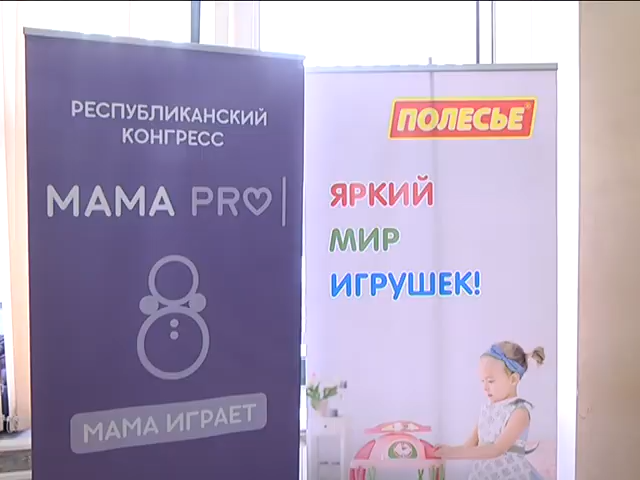 РЕСПУБЛИКАНСКИЙ
КОНГРЕСС
МАМА PRO
МАМА ИГРАЕТ
ПОЛЕСЬЕ®
ЯРКИЙ
МИР
ИГРУШЕК!